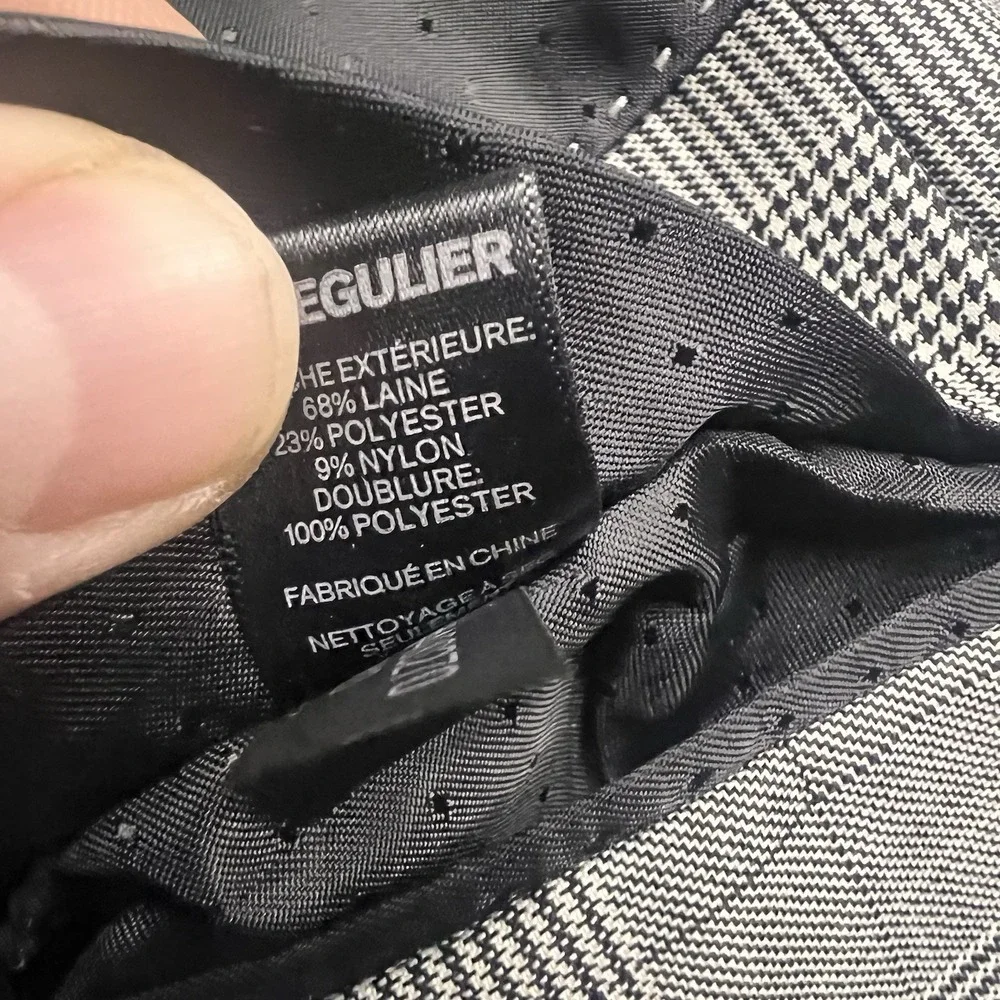 EGULIER
HE EXTÉRIEURE:
68% LAINE
23% POLYESTER
9% NYLON
DOUBLURE:
100% POLYESTER
FABRIQUÉ EN CHINE
NETTOYAGE À